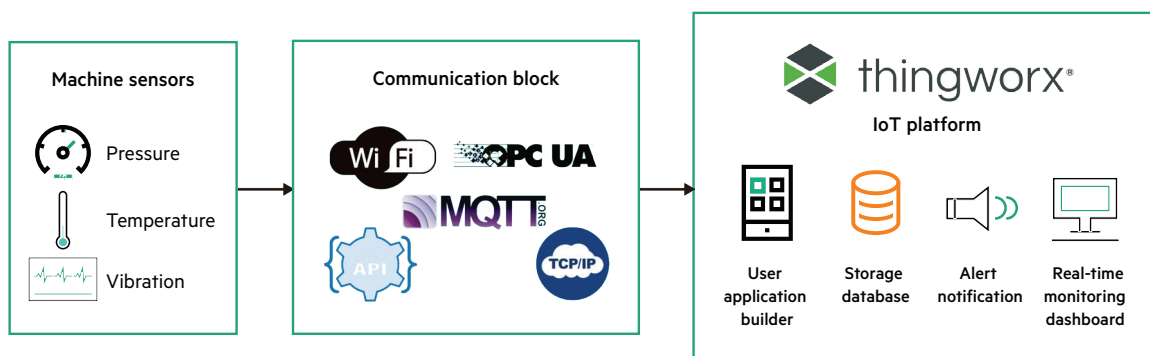 Machine sensors
Pressure
Temperature
Vibration
Communication block
Wi Fi
OPC UA
MQTT.ORG
API
TCP/IP
thingworx®
IoT platform
User
application
builder
Storage
database
Alert
notification
Real-time
monitoring
dashboard